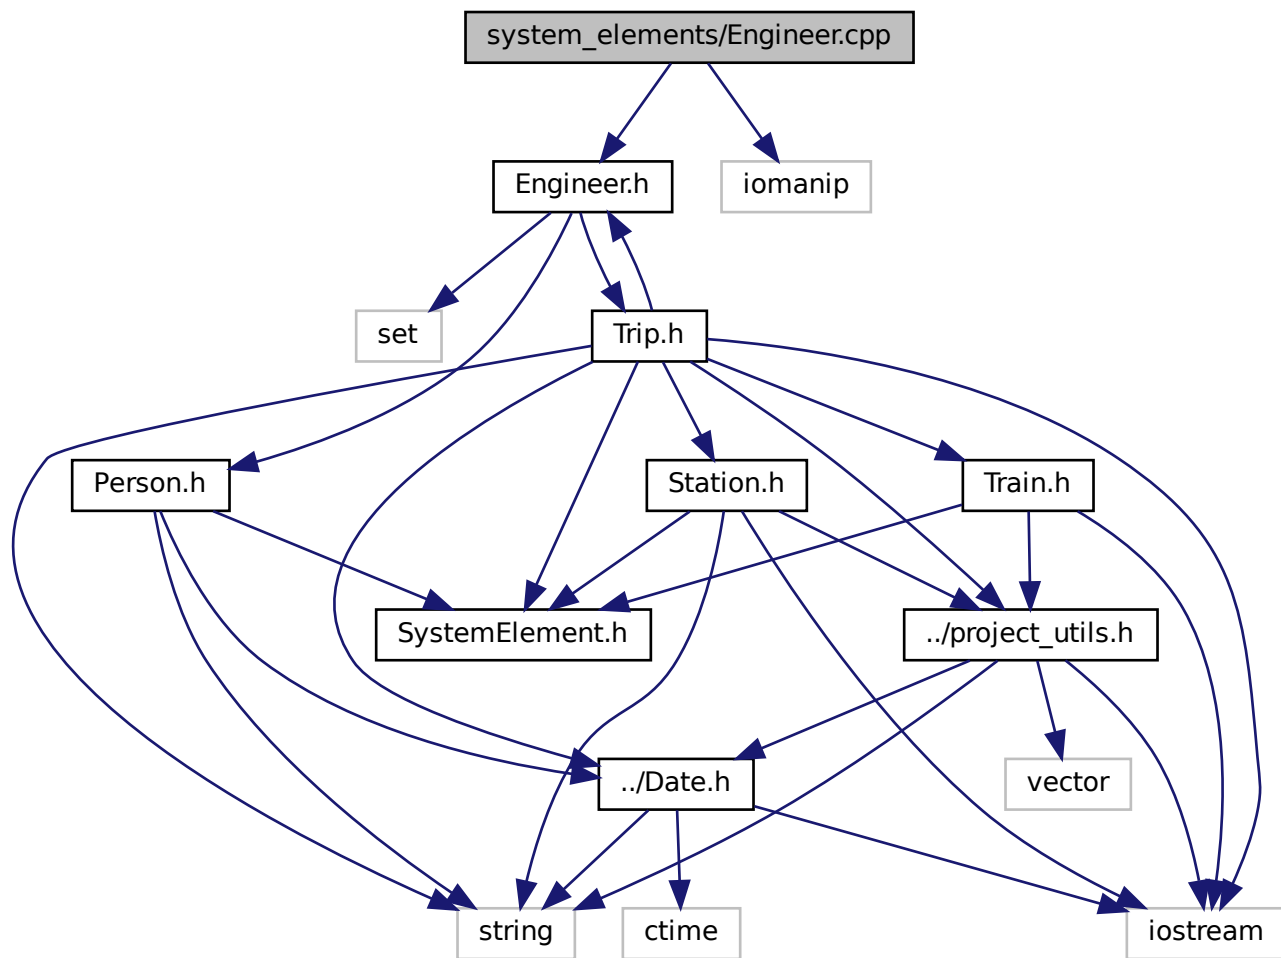 system_elements/Engineer.cpp
Engineer.h
iomanip
set
Trip.h
Person.h
Station.h
Train.h
SystemElement.h
../project_utils.h
../Date.h
vector
string
ctime
iostream